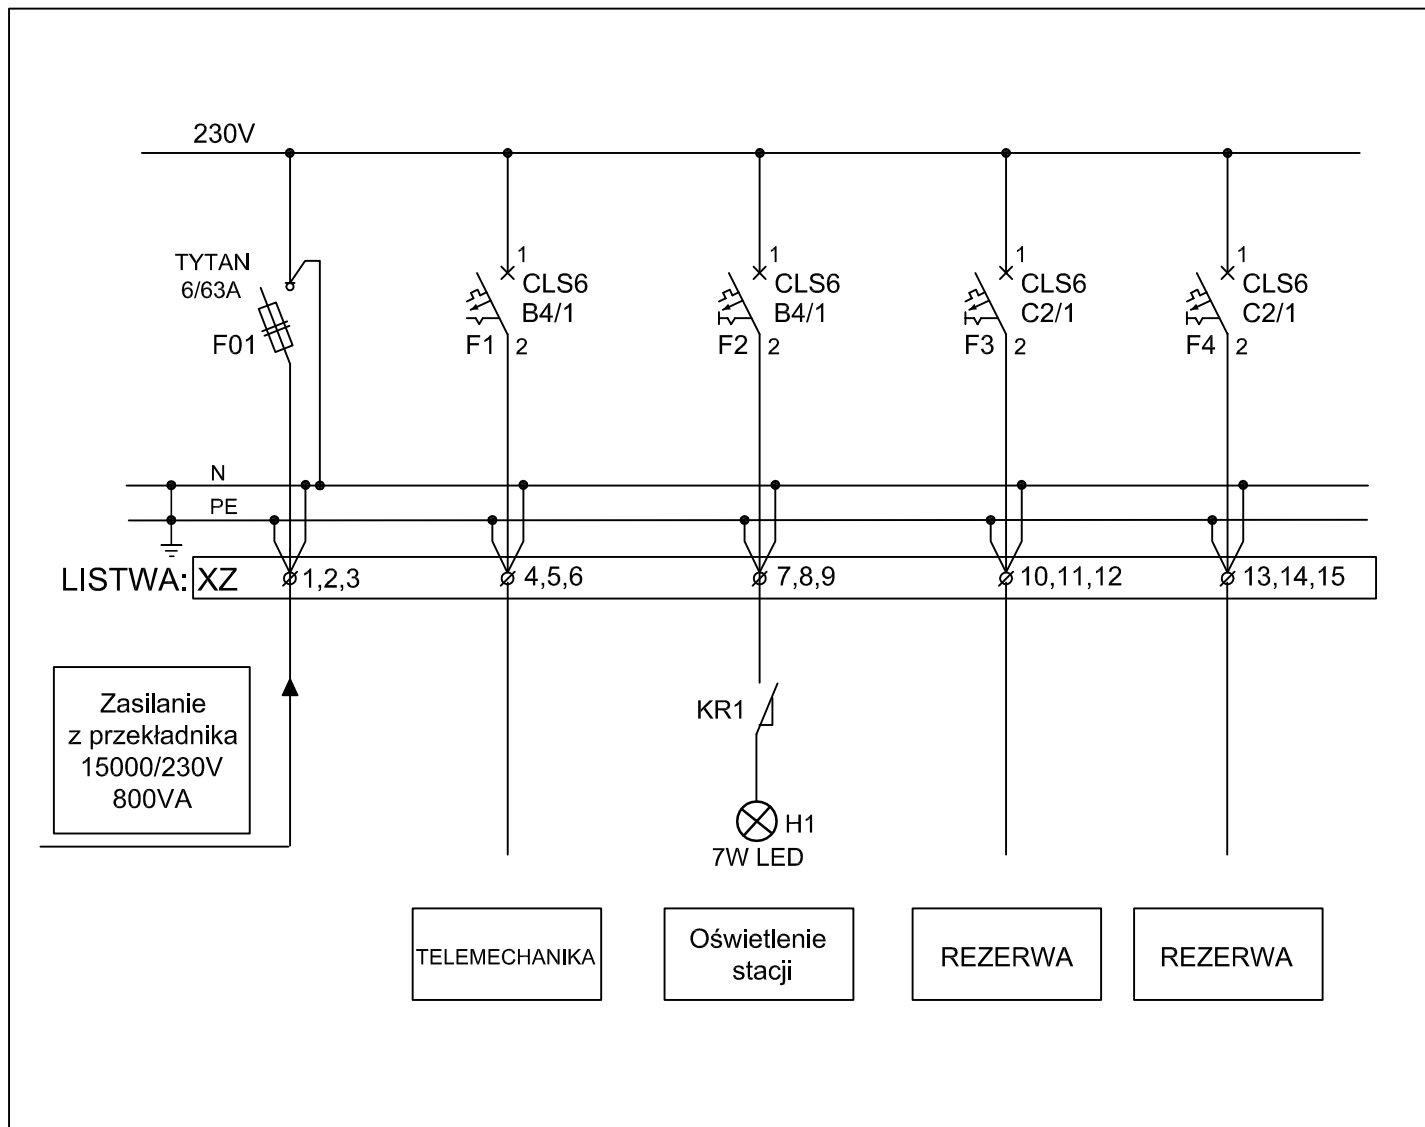 230V
TYTAN
6/63A
F01
1
CLS6
B4/1
F1 2
1
CLS6
B4/1
F2 2
1
CLS6
C2/1
F3 2
1
CLS6
C2/1
F4 2
N
PE
LISTWA: XZ 1,2,3 4,5,6 7,8,9 10,11,12 13,14,15
Zasilanie
z przekładnika
15000/230V
800VA
KR1
H1
7W LED
TELEMECHANIKA
Oświetlenie
stacji
REZERWA
REZERWA